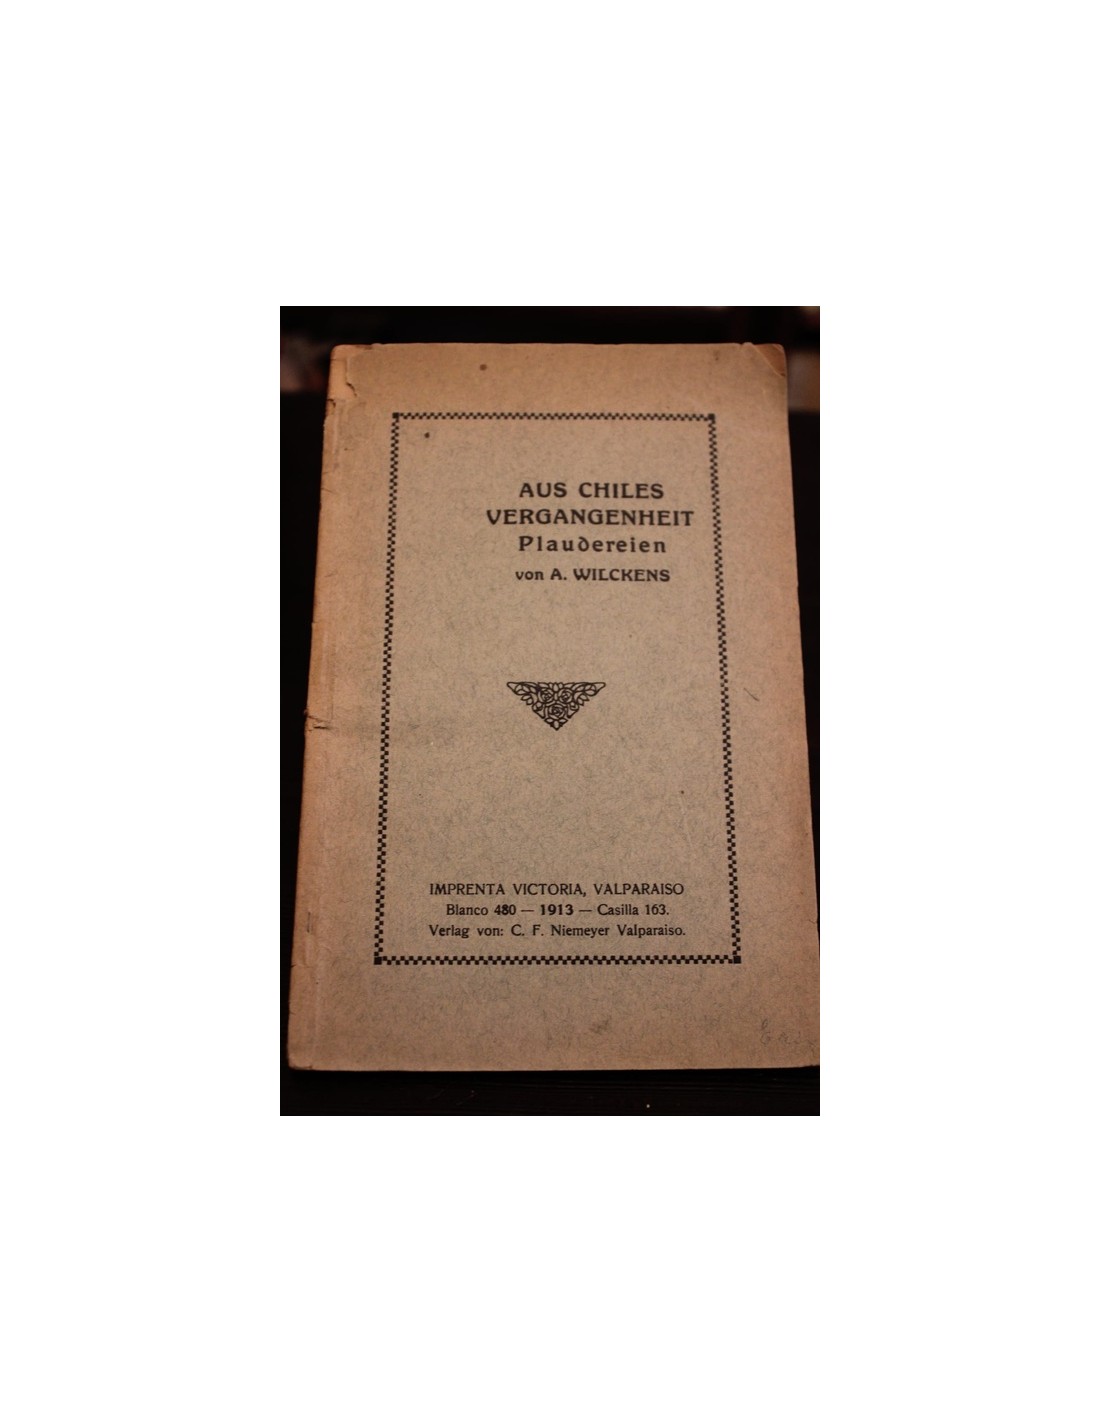 AUS CHILES
VERGANGENHEIT
Plaudereien
von A. WILCKENS
IMPRENTA VICTORIA, VALPARAISO
Blanco 480 — 1913 — Casilla 163.
Verlag von: C. F. Niemeyer Valparaiso.